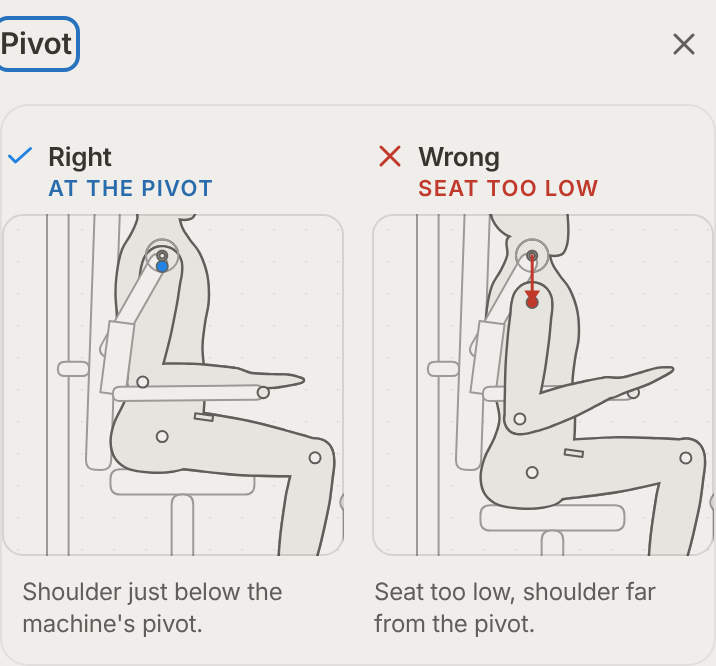 Pivot
Right
AT THE PIVOT
Wrong
SEAT TOO LOW
Shoulder just below the
machine's pivot.
Seat too low, shoulder far
from the pivot.